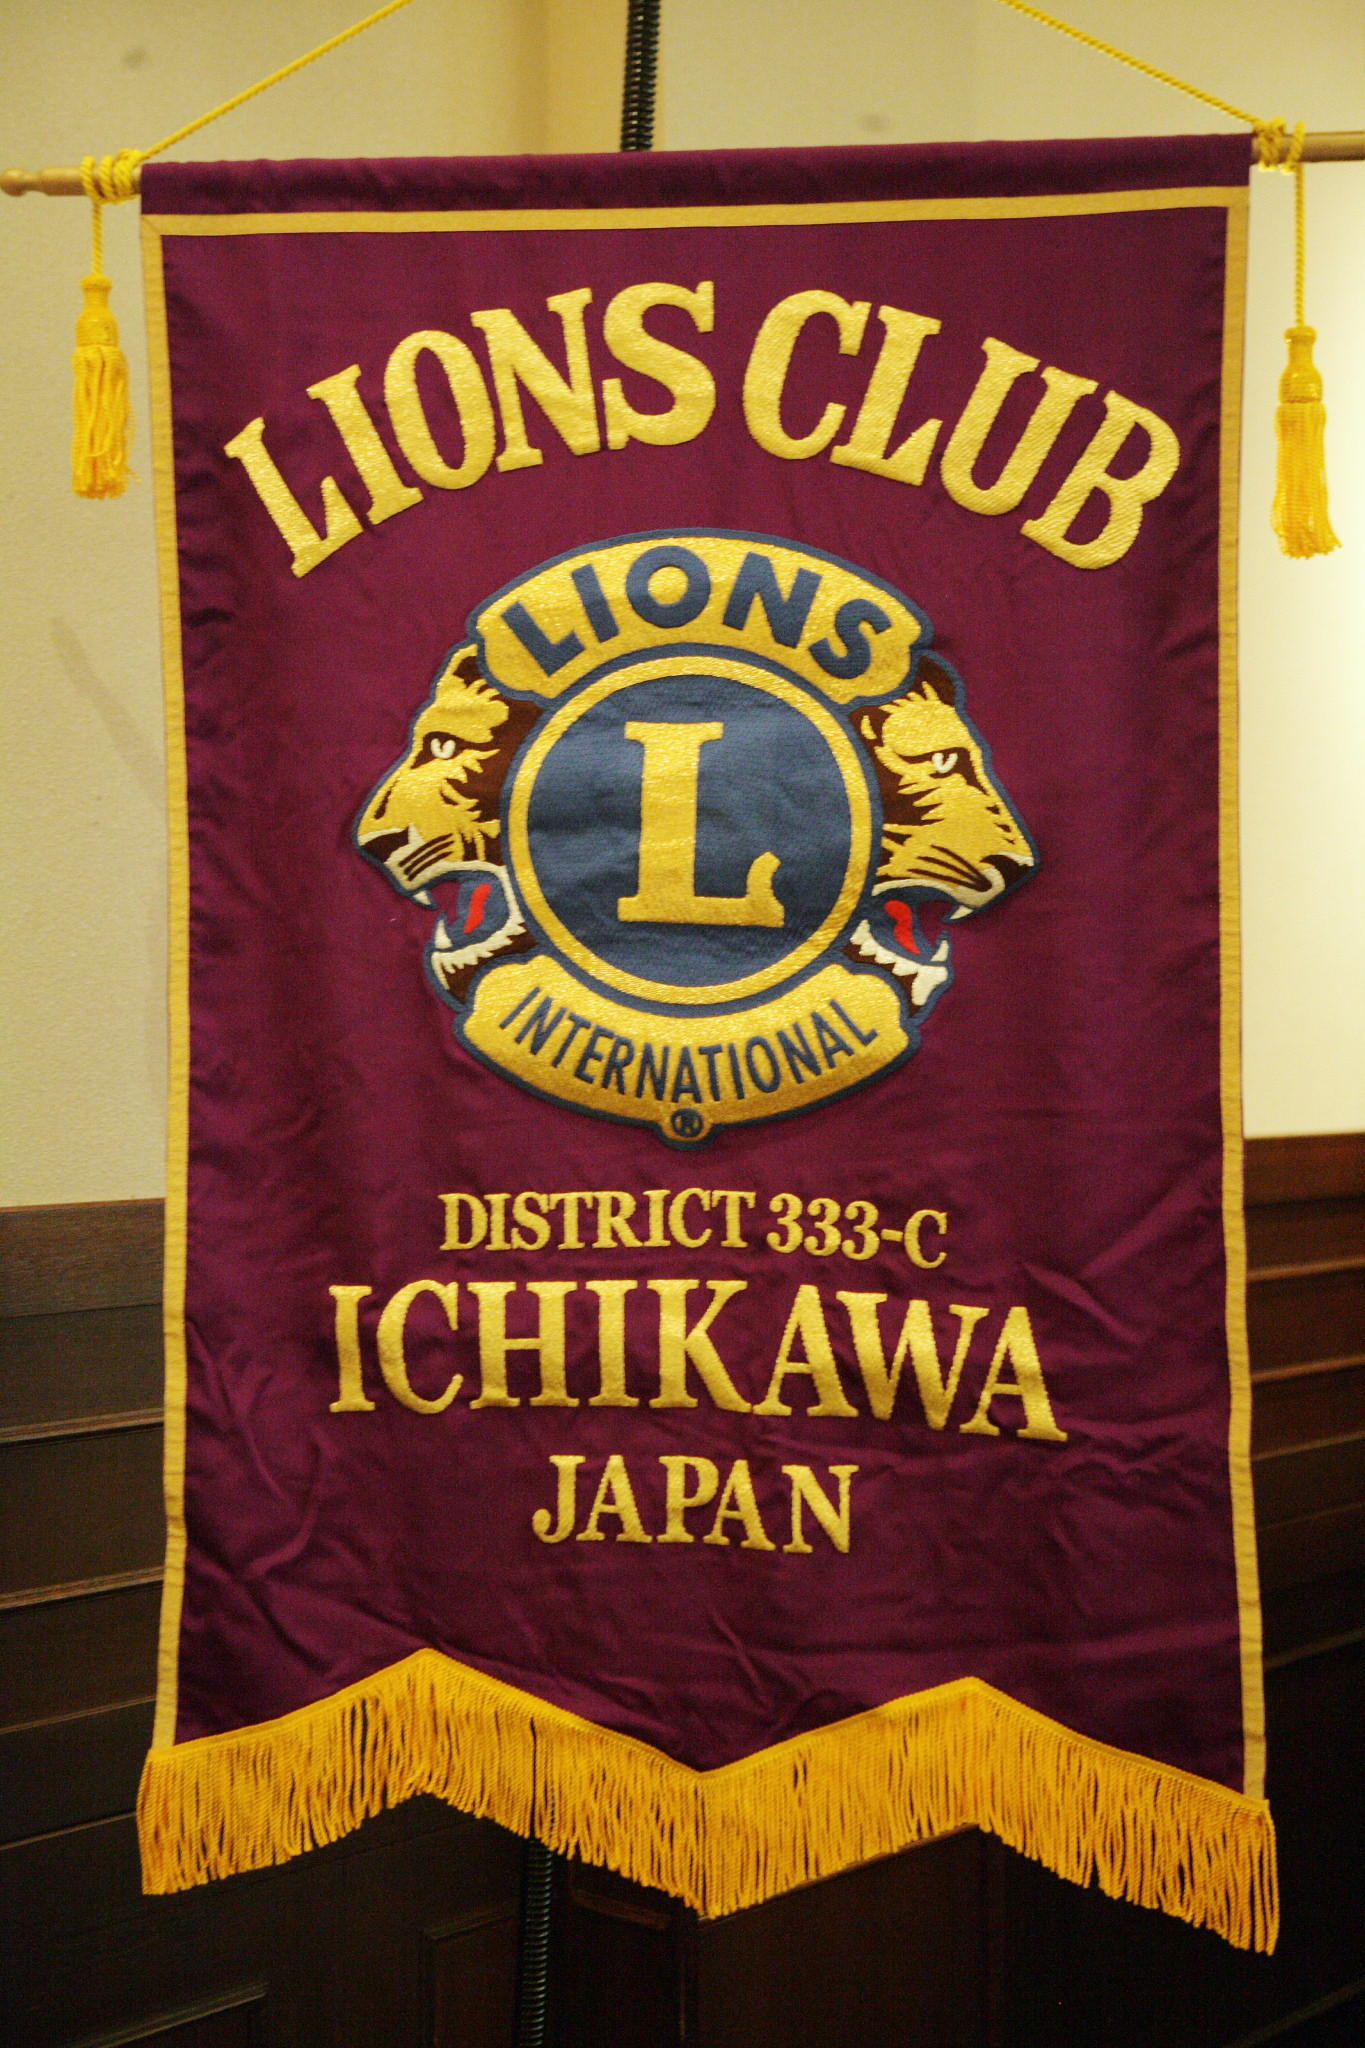 LIONS CLUB
LIONS
L
INTERNATIONAL
®
DISTRICT 333-C
ICHIKAWA
JAPAN